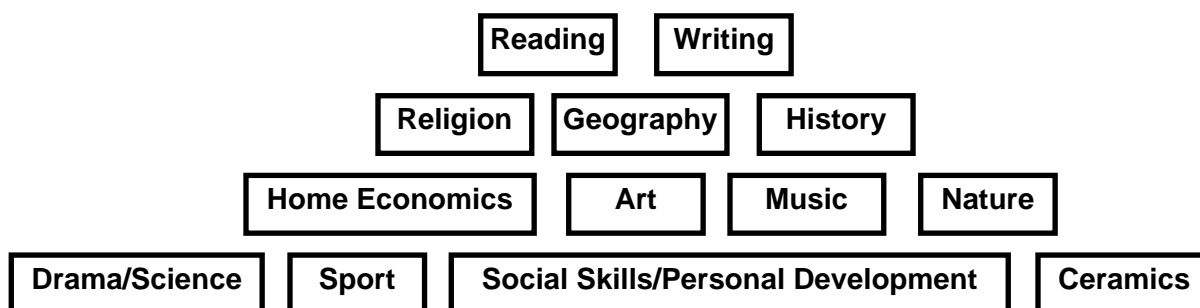 Reading Writing
Religion Geography History
Home Economics Art Music Nature
Drama/Science Sport Social Skills/Personal Development Ceramics